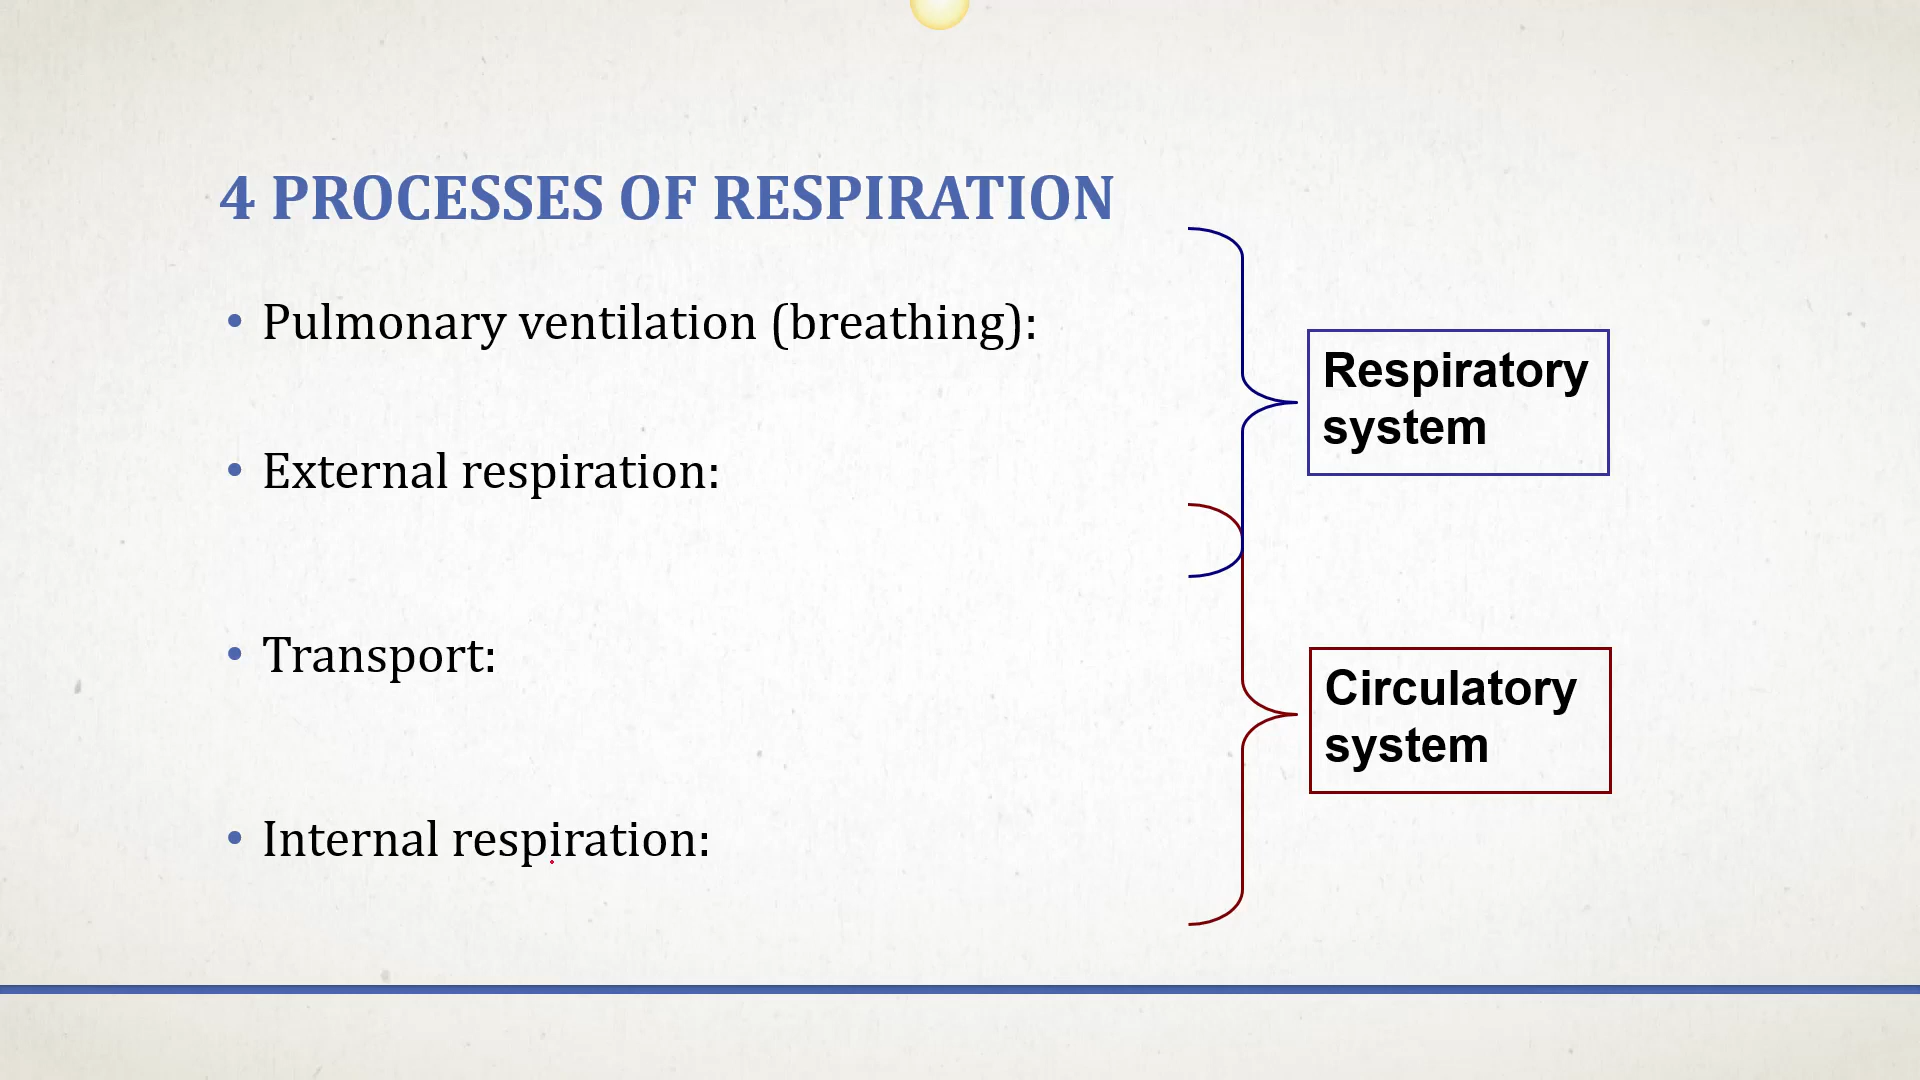 4 PROCESSES OF RESPIRATION
• Pulmonary ventilation (breathing):
• External respiration:
• Transport:
• Internal respiration:
Respiratory
system
Circulatory
system